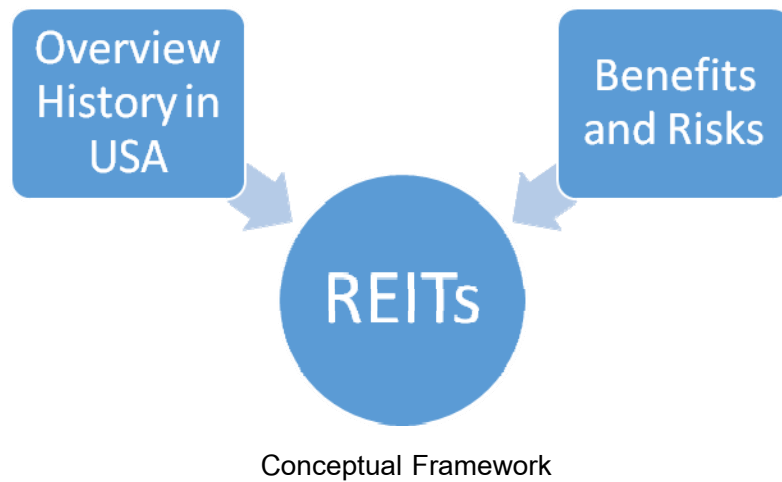 Overview
History in
USA
Benefits
and Risks
REITs
Conceptual Framework